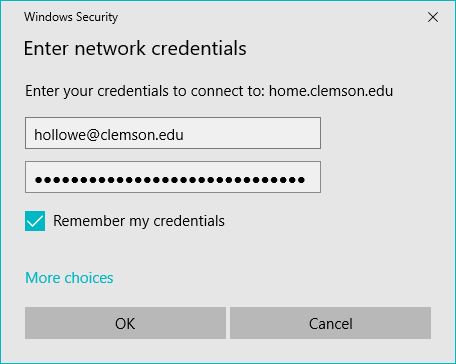 Windows Security
Enter network credentials
Enter your credentials to connect to: home.clemson.edu
hollowe@clemson.edu
●●●●●●●●●●●●●●●●●●●●●●●●●●●●●●
Remember my credentials
More choices
OK
Cancel